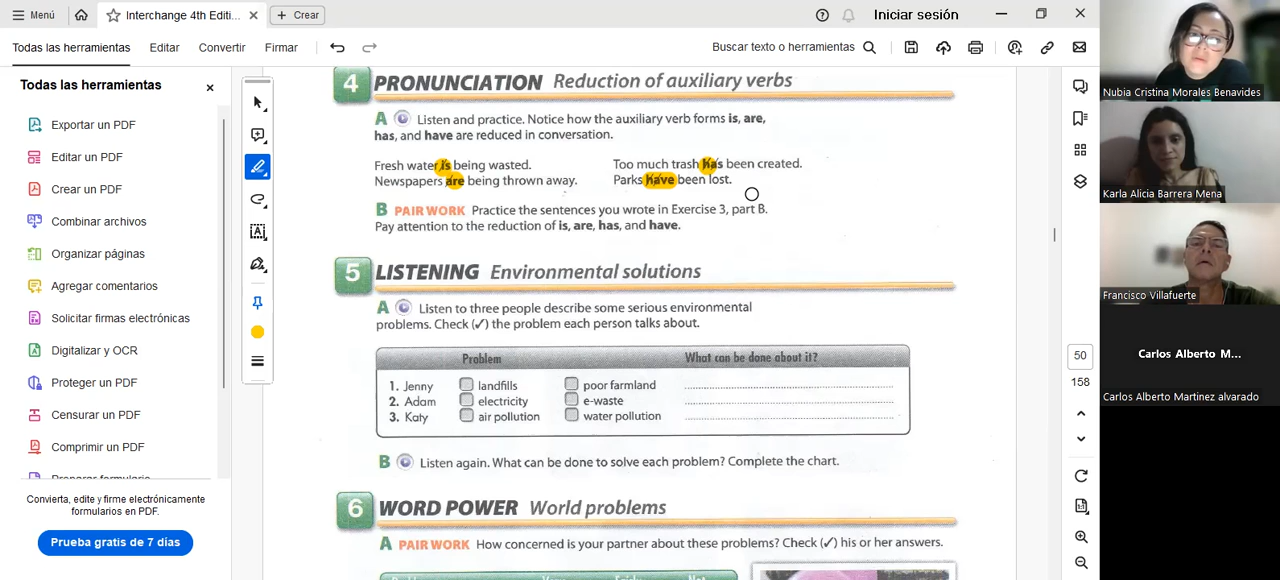 Menú
Interchange 4th Editi...
Crear
Iniciar sesión
Todas las herramientas
Editar
Convertir
Firmar
Buscar texto o herramientas
Todas las herramientas
Exportar un PDF
Editar un PDF
Crear un PDF
Combinar archivos
Organizar páginas
Agregar comentarios
Solicitar firmas electrónicas
Digitalizar y OCR
Proteger un PDF
Censurar un PDF
Comprimir un PDF
Convierta, edite y firme electrónicamente
formularios en PDF.
Prueba gratis de 7 días
4 PRONUNCIATION Reduction of auxiliary verbs
A Listen and practice. Notice how the auxiliary verb forms is, are,
has, and have are reduced in conversation.
Fresh water is being wasted.
Newspapers are being thrown away.
Too much trash has been created.
Parks have been lost.
B PAIR WORK Practice the sentences you wrote in Exercise 3, part B.
Pay attention to the reduction of is, are, has, and have.
5 LISTENING Environmental solutions
A Listen to three people describe some serious environmental
problems. Check (✓) the problem each person talks about.
Problem What can be done about it?
1. Jenny landfills poor farmland
2. Adam electricity e-waste
3. Katy air pollution water pollution
B Listen again. What can be done to solve each problem? Complete the chart.
6 WORD POWER World problems
A PAIR WORK How concerned is your partner about these problems? Check (✓) his or her answers.
50
158
Nubia Cristina Morales Benavides
Karla Alicia Barrera Mena
Francisco Villafuerte
Carlos Alberto M...
Carlos Alberto Martinez alvarado